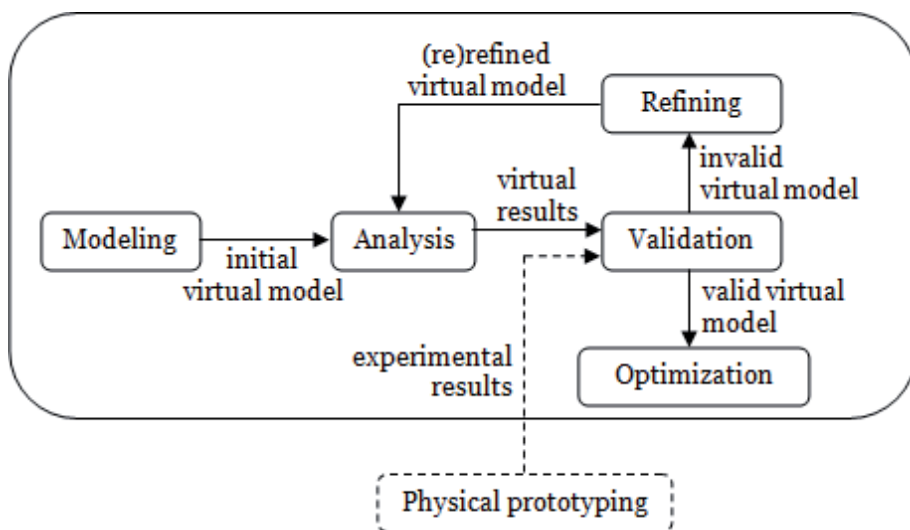 (re)refined
virtual model
Refining
invalid
virtual model
virtual
results
Modeling
Analysis
Validation
initial
virtual model
valid virtual
model
experimental
results
Optimization
Physical prototyping